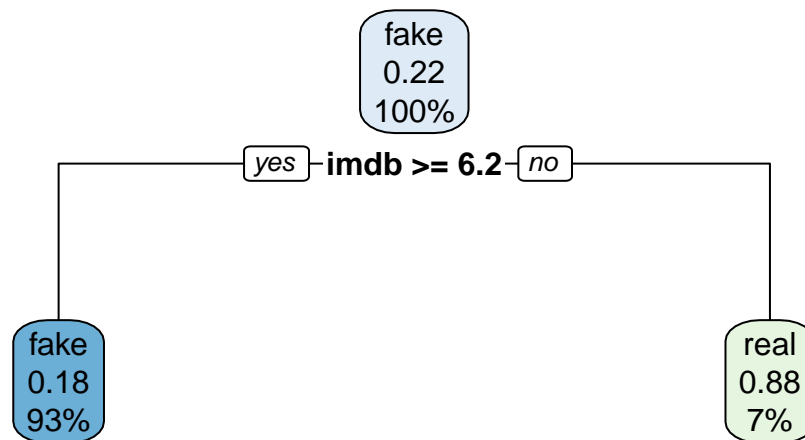 fake
0.22
100%
yes imdb >= 6.2 no
fake
0.18
93%
real
0.88
7%